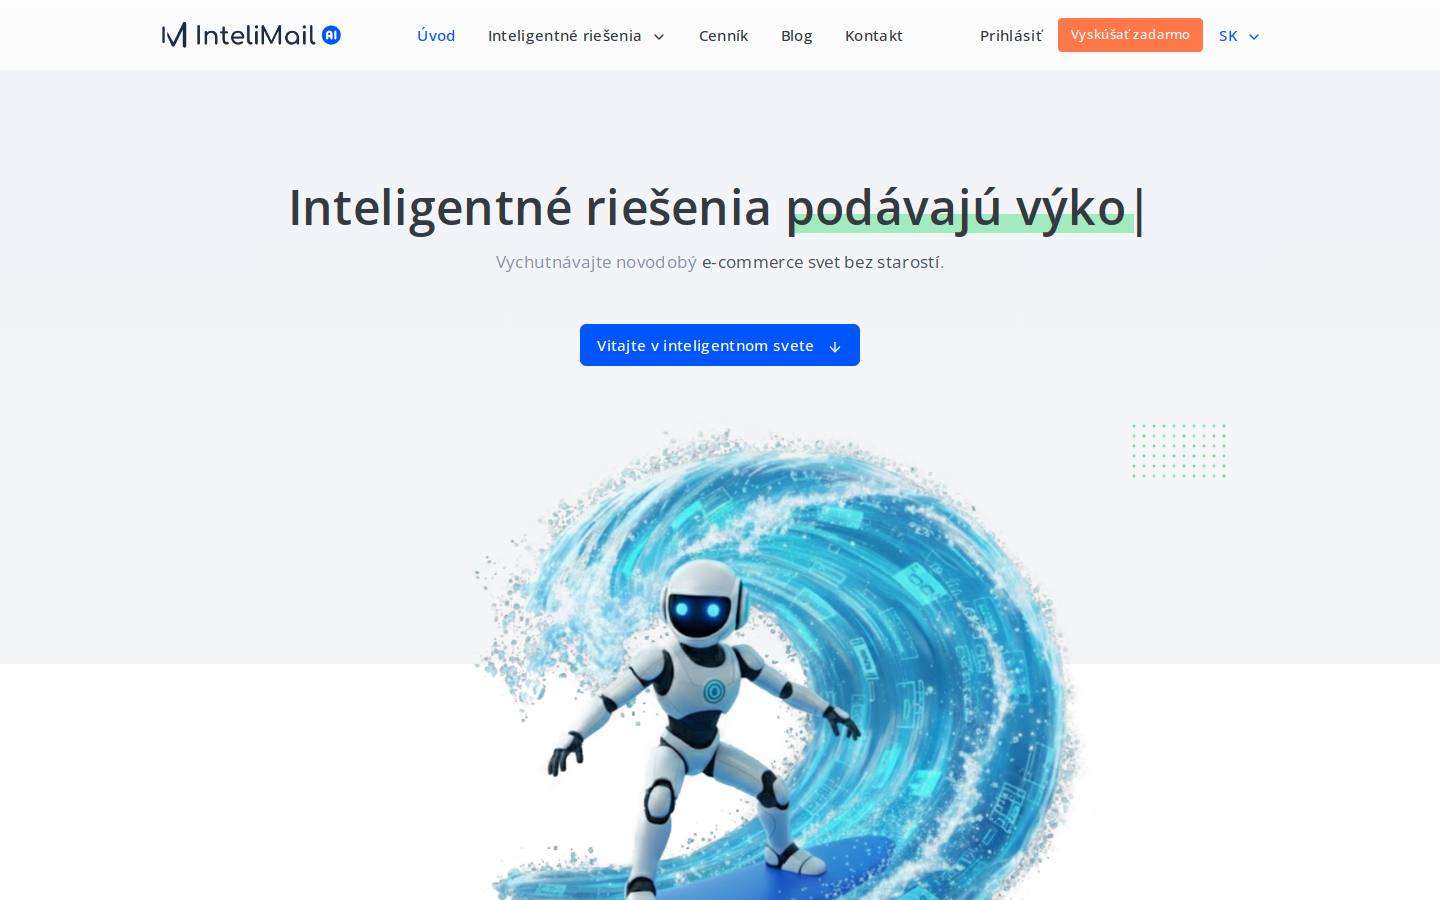 InteliMail AI
Úvod
Inteligentné riešenia
Cenník
Blog
Kontakt
Prihlásiť
Vyskúšať zadarmo
SK
Inteligentné riešenia podávajú výko|
Vychutnávajte novodobý e-commerce svet bez starostí.
Vitajte v inteligentnom svete